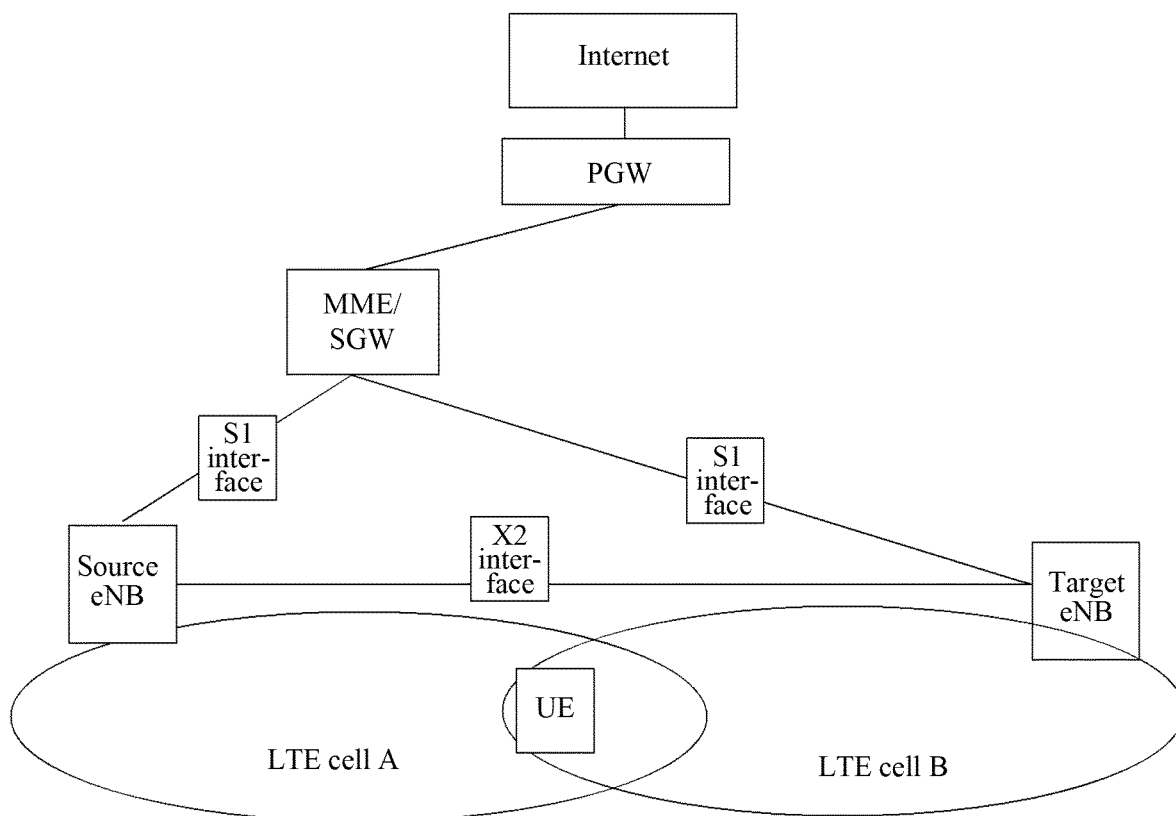 Internet
PGW
MME/
SGW
S1
inter-
face
S1
inter-
face
X2
inter-
face
Source
eNB
Target
eNB
UE
LTE cell A
LTE cell B